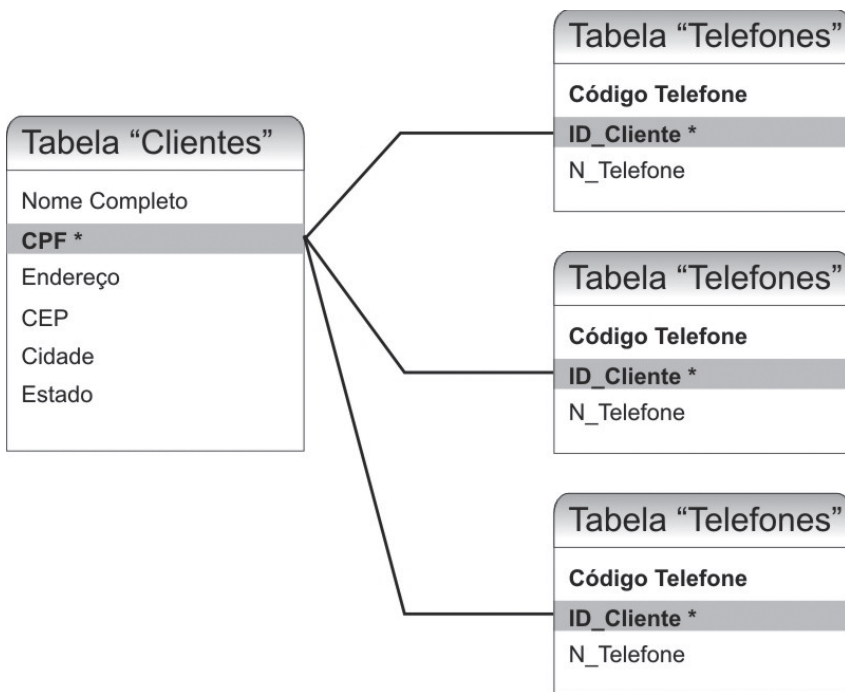 Tabela “Clientes”
Nome Completo
CPF *
Endereço
CEP
Cidade
Estado
Tabela “Telefones”
Código Telefone
ID_Cliente *
N_Telefone
Tabela “Telefones”
Código Telefone
ID_Cliente *
N_Telefone
Tabela “Telefones”
Código Telefone
ID_Cliente *
N_Telefone